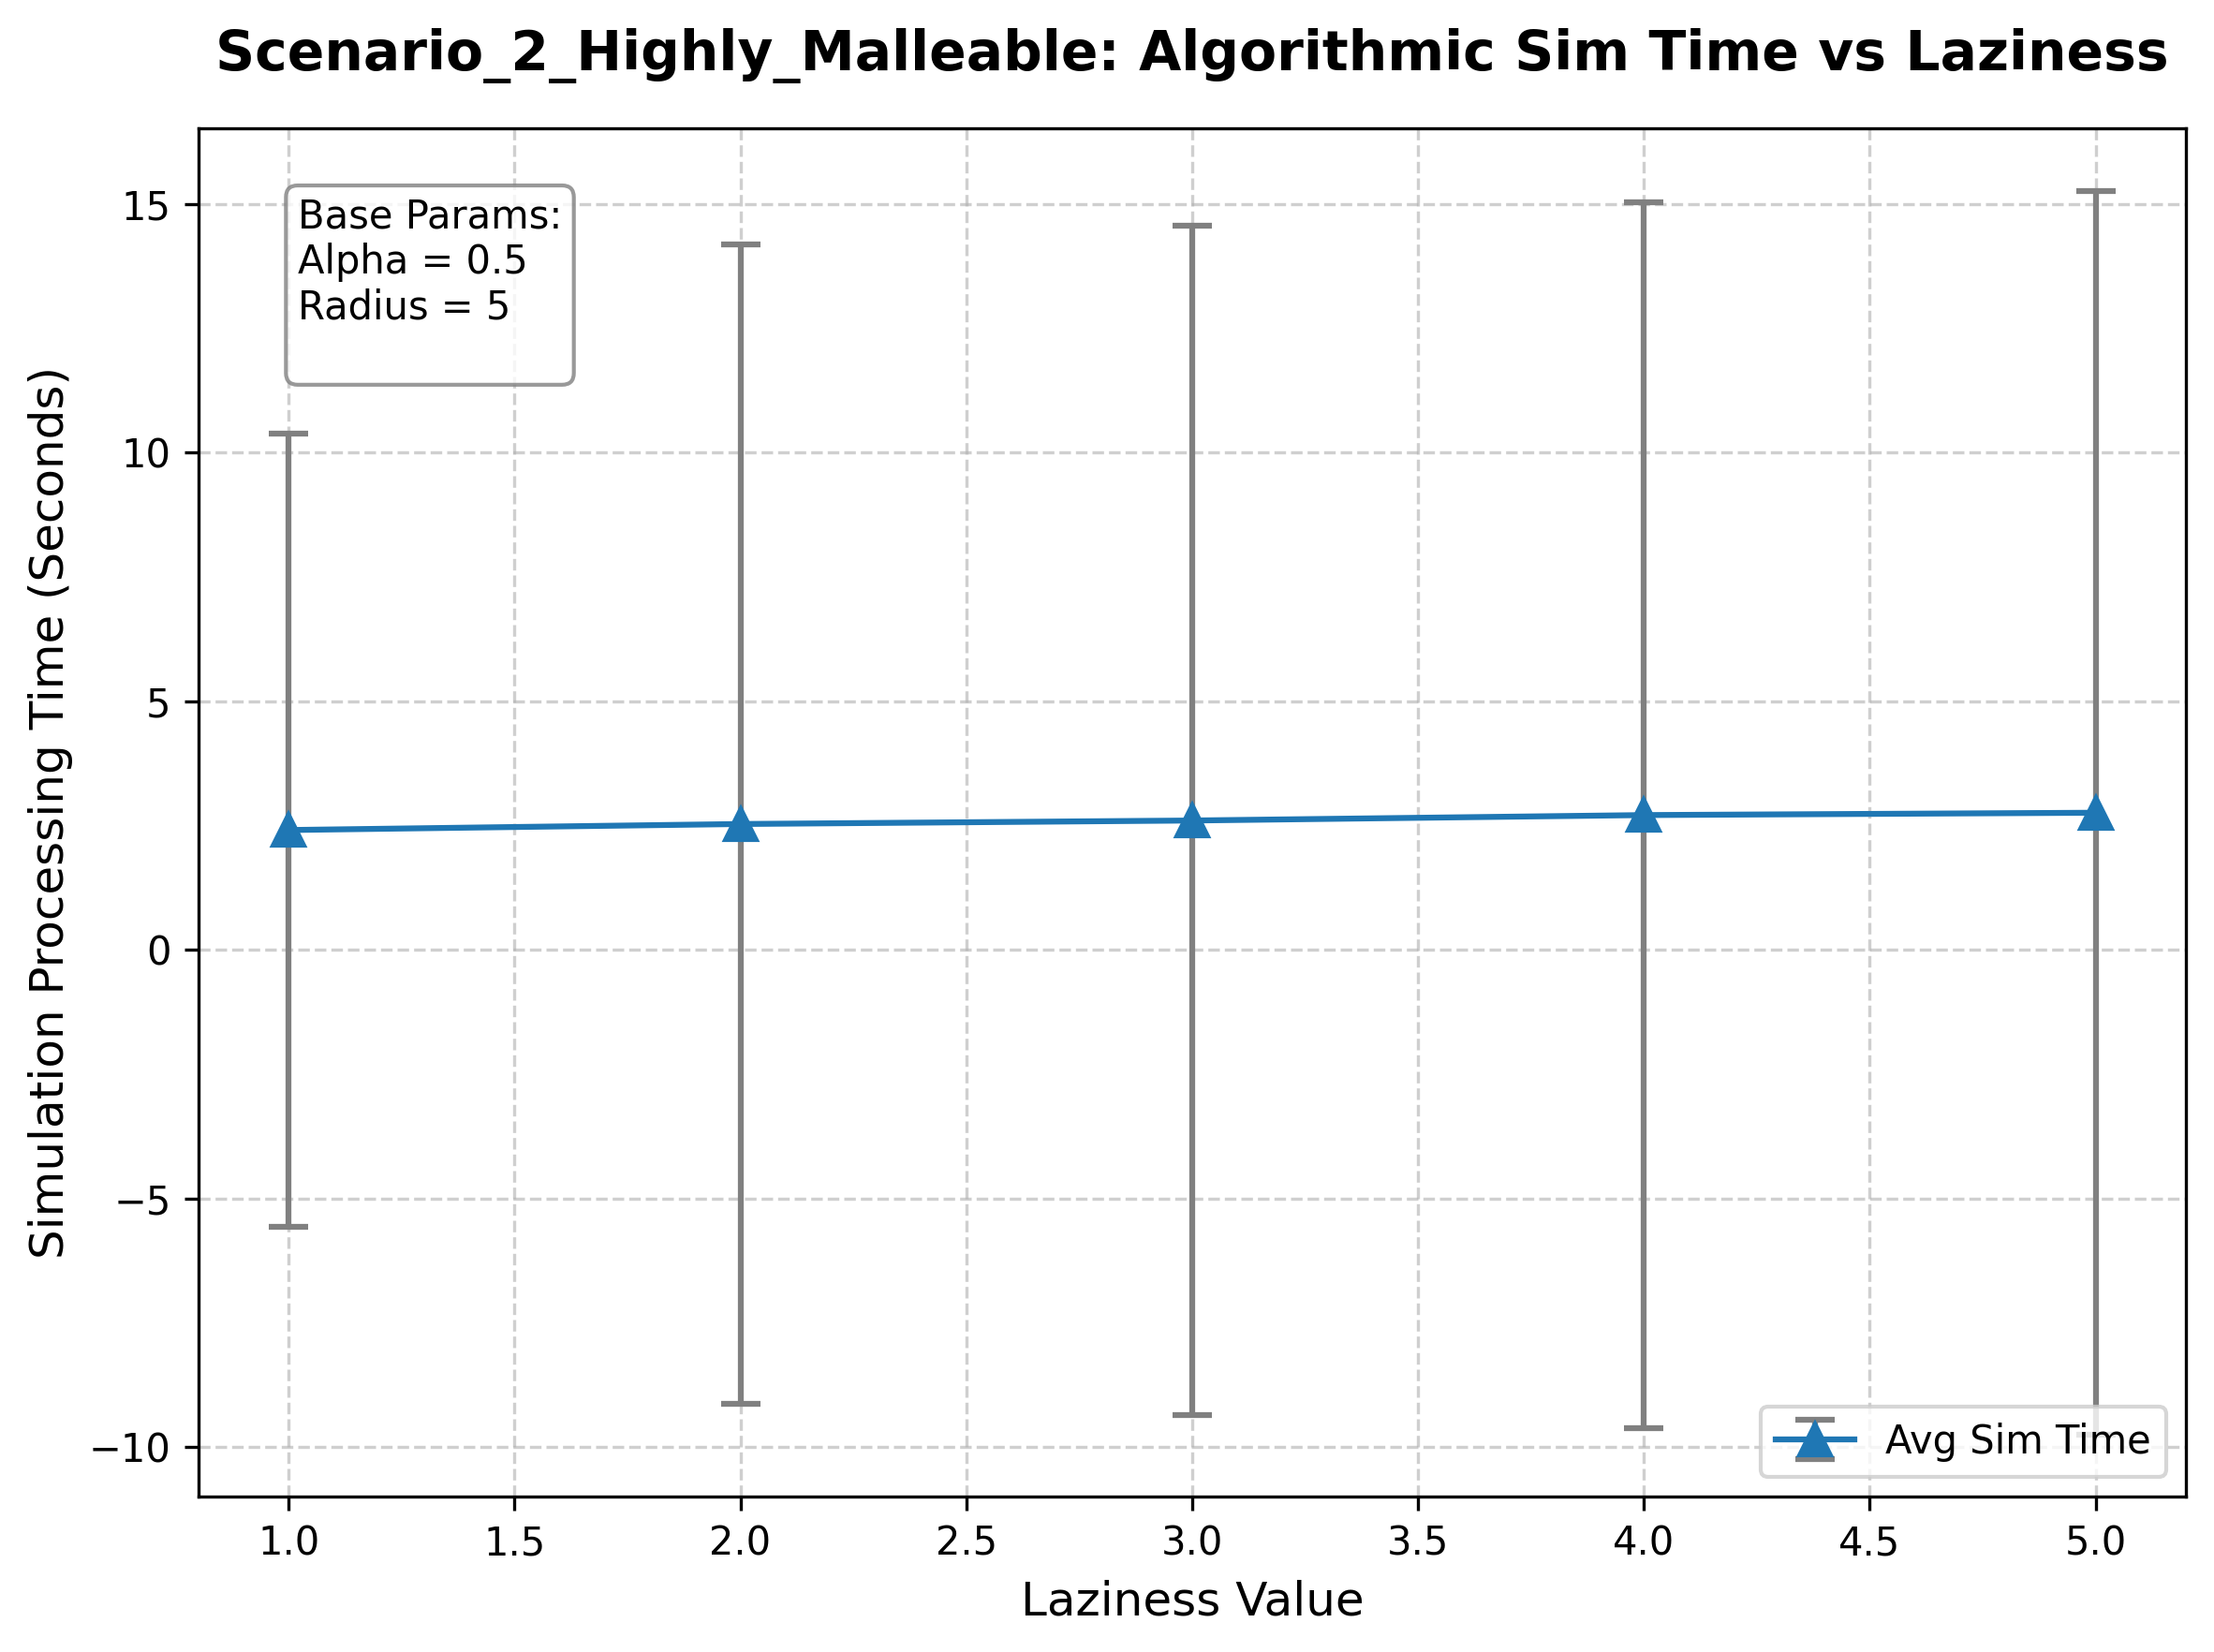 Scenario_2_Highly_Malleable: Algorithmic Sim Time vs Laziness
Simulation Processing Time (Seconds)
15
10
5
0
−5
−10
Base Params:
Alpha = 0.5
Radius = 5
Avg Sim Time
1.0 1.5 2.0 2.5 3.0 3.5 4.0 4.5 5.0
Laziness Value